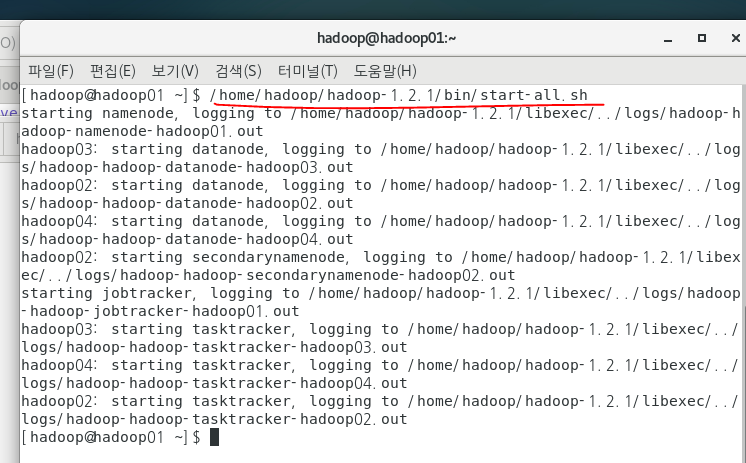 O)
hadoop@hadoop01:~
파일(F) 편집(E) 보기(V) 검색(S) 터미널(T) 도움말(H)
[hadoop@hadoop01 ~]$ /home/hadoop/hadoop-1.2.1/bin/start-all.sh
starting namenode, logging to /home/hadoop/hadoop-1.2.1/libexec/../logs/hadoop-h
adoop-namenode-hadoop01.out
hadoop03: starting datanode, logging to /home/hadoop/hadoop-1.2.1/libexec/../log
s/hadoop-hadoop-datanode-hadoop03.out
hadoop02: starting datanode, logging to /home/hadoop/hadoop-1.2.1/libexec/../log
s/hadoop-hadoop-datanode-hadoop02.out
hadoop04: starting datanode, logging to /home/hadoop/hadoop-1.2.1/libexec/../log
s/hadoop-hadoop-datanode-hadoop04.out
hadoop02: starting secondarynamenode, logging to /home/hadoop/hadoop-1.2.1/libex
ec/../logs/hadoop-hadoop-secondarynamenode-hadoop02.out
starting jobtracker, logging to /home/hadoop/hadoop-1.2.1/libexec/../logs/hadoop
-hadoop-jobtracker-hadoop01.out
hadoop03: starting tasktracker, logging to /home/hadoop/hadoop-1.2.1/libexec/../
logs/hadoop-hadoop-tasktracker-hadoop03.out
hadoop04: starting tasktracker, logging to /home/hadoop/hadoop-1.2.1/libexec/../
logs/hadoop-hadoop-tasktracker-hadoop04.out
hadoop02: starting tasktracker, logging to /home/hadoop/hadoop-1.2.1/libexec/../
logs/hadoop-hadoop-tasktracker-hadoop02.out
[hadoop@hadoop01 ~]$